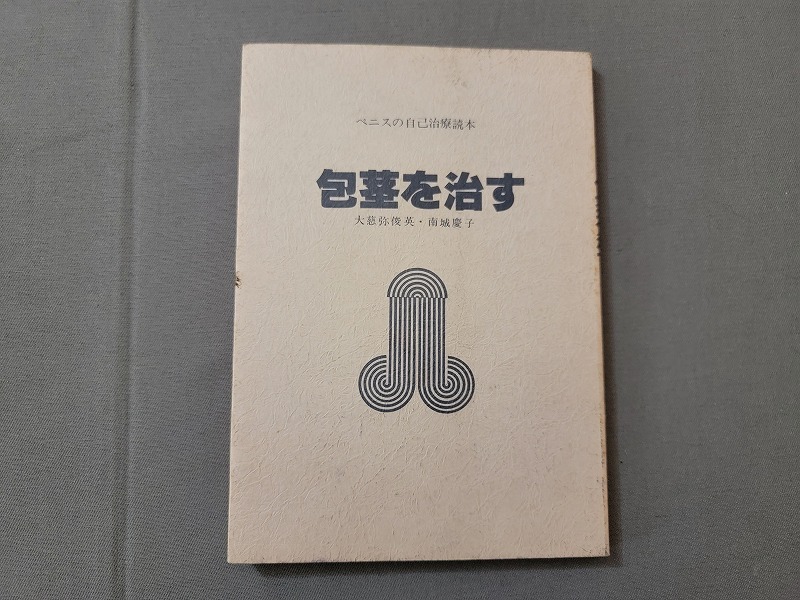 ペニスの自己治療読本
包茎を治す
大慈弥俊英・南城慶子